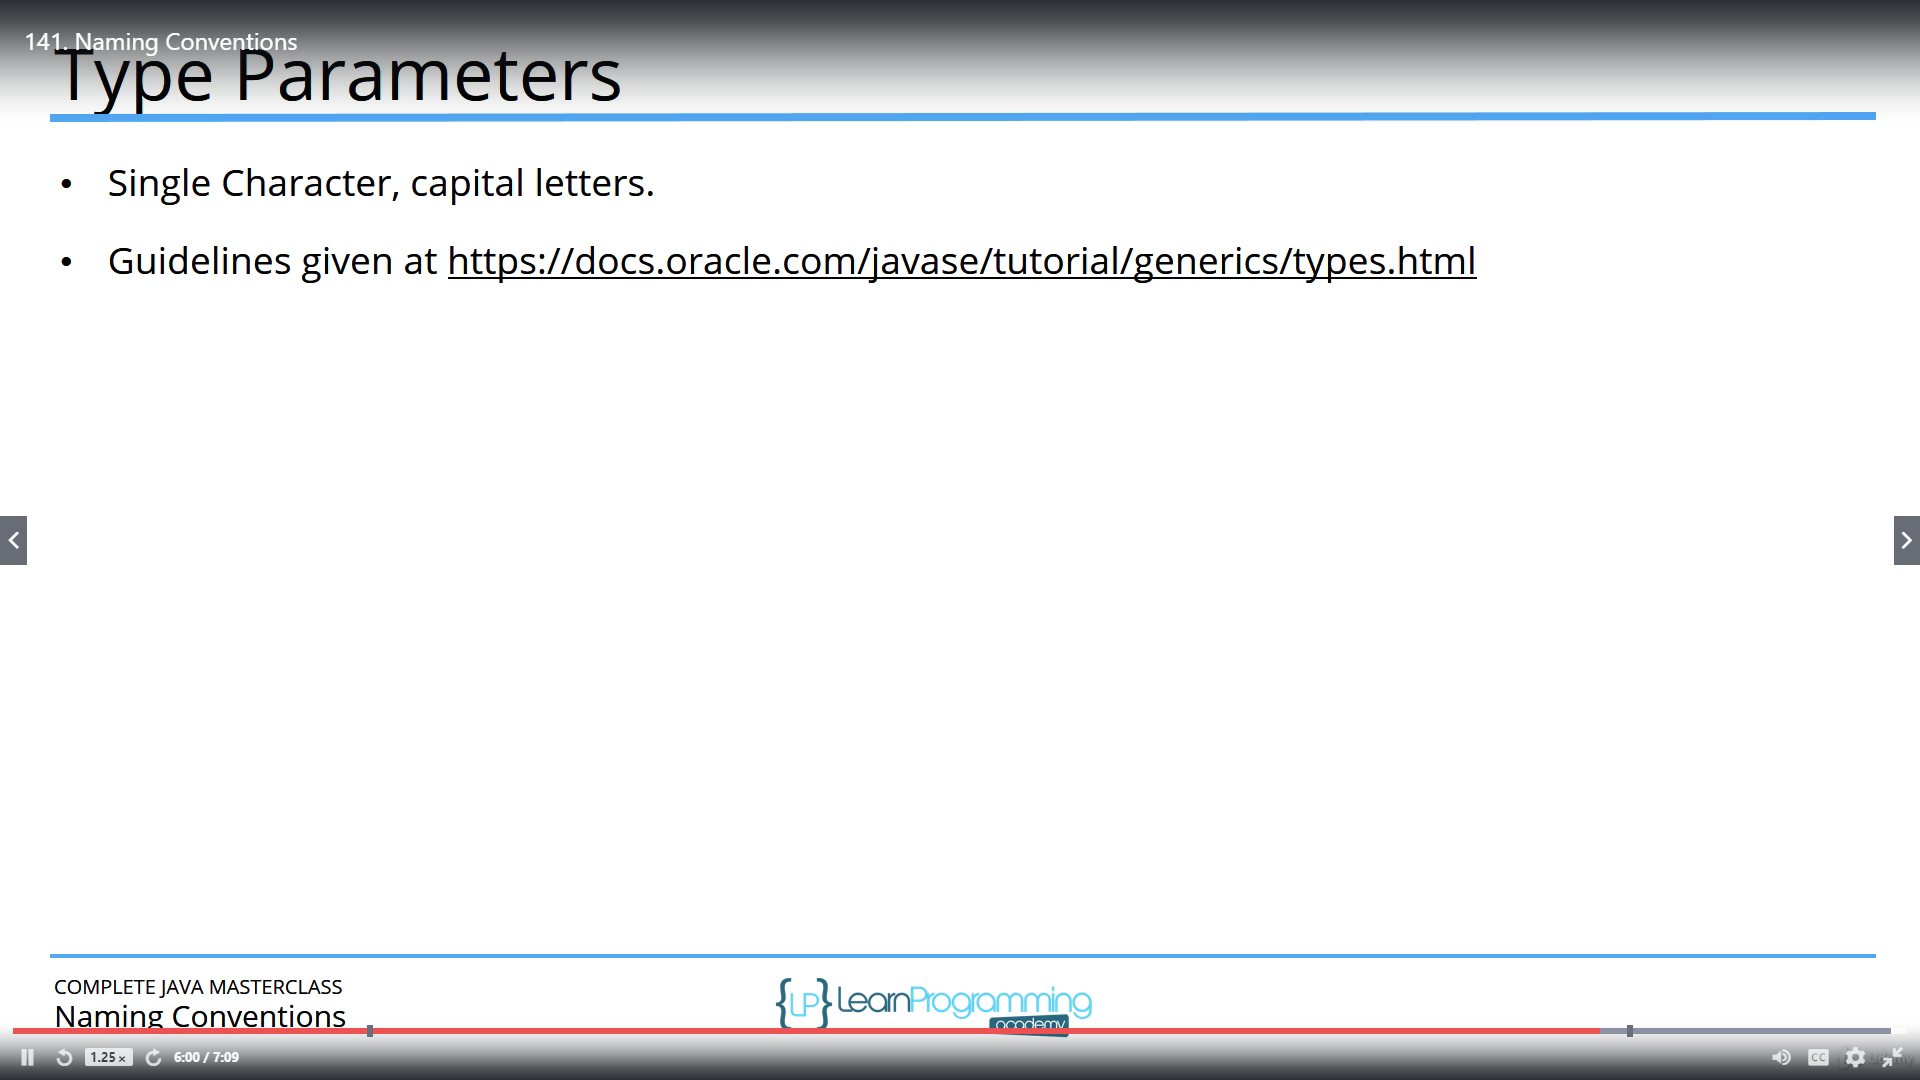 141. Naming Conventions
Type Parameters
• Single Character, capital letters.
• Guidelines given at https://docs.oracle.com/javase/tutorial/generics/types.html
COMPLETE JAVA MASTERCLASS
Naming Conventions
{LP} LearnProgramming
academy
1.25x
6:00 / 7:09
CC